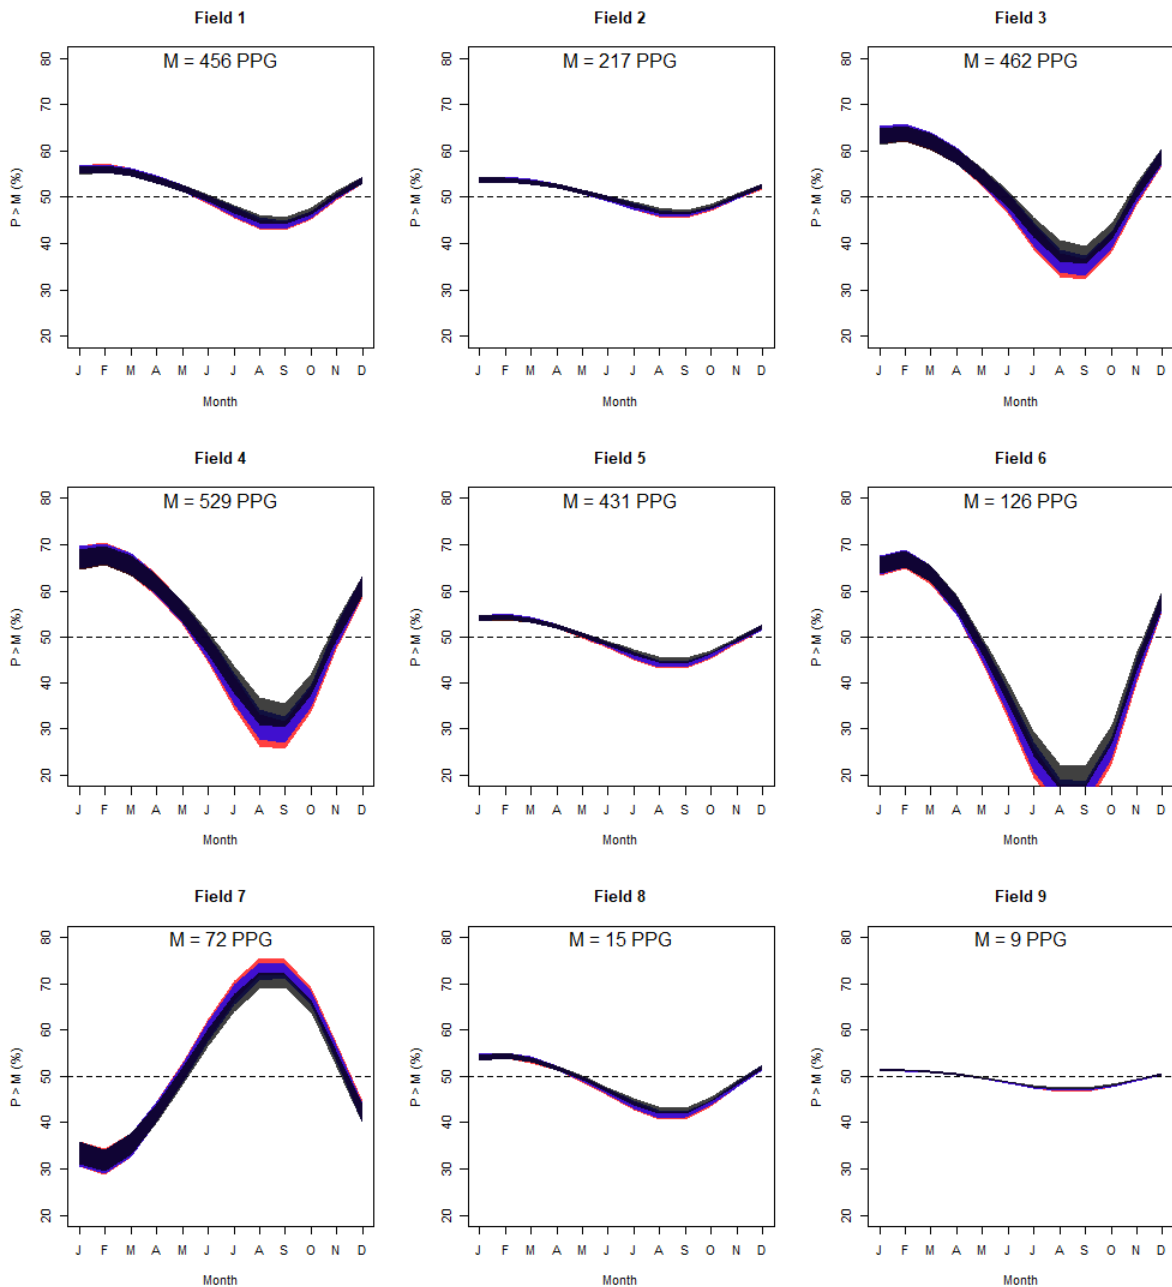 Field 1
M = 456 PPG
P > M (%)
80
70
60
50
40
30
20
J F M A M J J A S O N D
Month
Field 2
M = 217 PPG
P > M (%)
80
70
60
50
40
30
20
J F M A M J J A S O N D
Month
Field 3
M = 462 PPG
P > M (%)
80
70
60
50
40
30
20
J F M A M J J A S O N D
Month
Field 4
M = 529 PPG
P > M (%)
80
70
60
50
40
30
20
J F M A M J J A S O N D
Month
Field 5
M = 431 PPG
P > M (%)
80
70
60
50
40
30
20
J F M A M J J A S O N D
Month
Field 6
M = 126 PPG
P > M (%)
80
70
60
50
40
30
20
J F M A M J J A S O N D
Month
Field 7
M = 72 PPG
P > M (%)
80
70
60
50
40
30
20
J F M A M J J A S O N D
Month
Field 8
M = 15 PPG
P > M (%)
80
70
60
50
40
30
20
J F M A M J J A S O N D
Month
Field 9
M = 9 PPG
P > M (%)
80
70
60
50
40
30
20
J F M A M J J A S O N D
Month